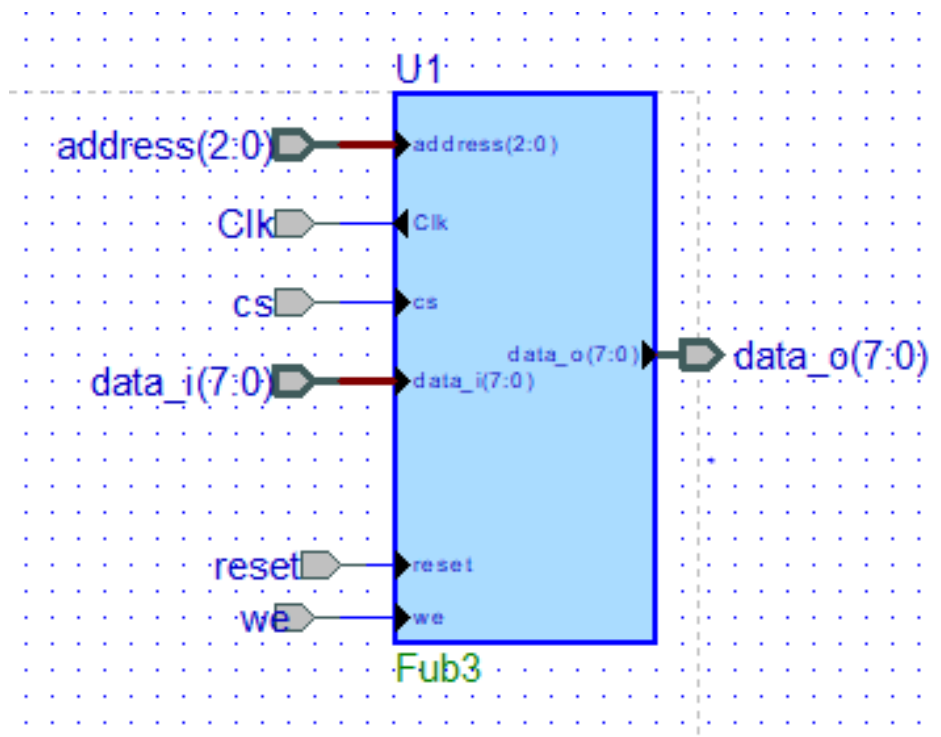 U1
address(2:0)
address(2:0)
Clk
Clk
cs
cs
data_o(7:0)
data_o(7:0)
data_i(7:0)
data_i(7:0)
reset
reset
we
we
Fub3